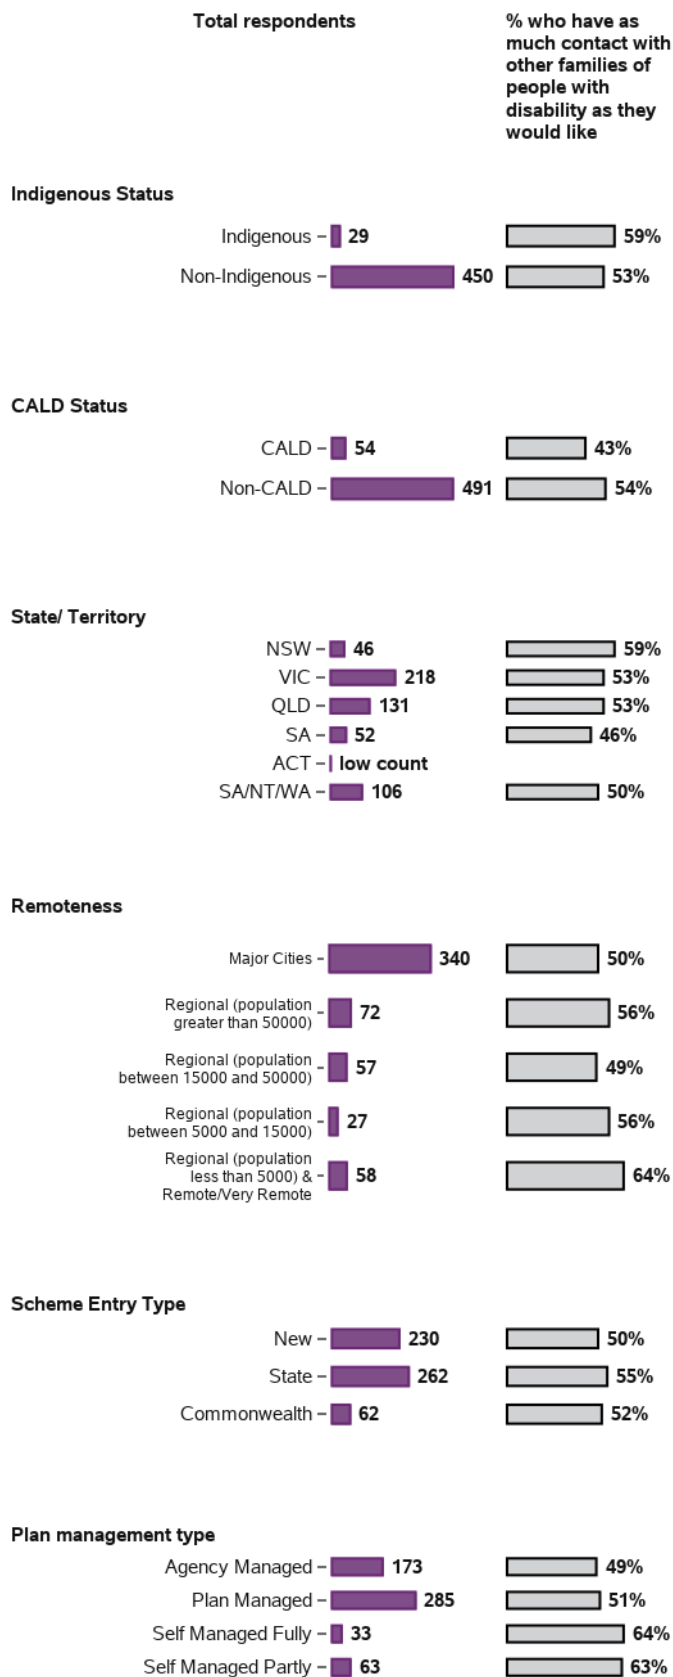 Total respondents
% who have as
much contact with
other families of
people with
disability as they
would like
Indigenous Status
Indigenous 29 59%
Non-Indigenous 450 53%
CALD Status
CALD 54 43%
Non-CALD 491 54%
State/ Territory
NSW 46 59%
VIC 218 53%
QLD 131 53%
SA 52 46%
ACT low count
SA/NT/WA 106 50%
Remoteness
Major Cities 340 50%
Regional (population
greater than 50000) 72 56%
Regional (population
between 15000 and 50000) 57 49%
Regional (population
between 5000 and 15000) 27 56%
Regional (population
less than 5000) & 58 64%
Remote/Very Remote
Scheme Entry Type
New 230 50%
State 262 55%
Commonwealth 62 52%
Plan management type
Agency Managed 173 49%
Plan Managed 285 51%
Self Managed Fully 33 64%
Self Managed Partly 63 63%